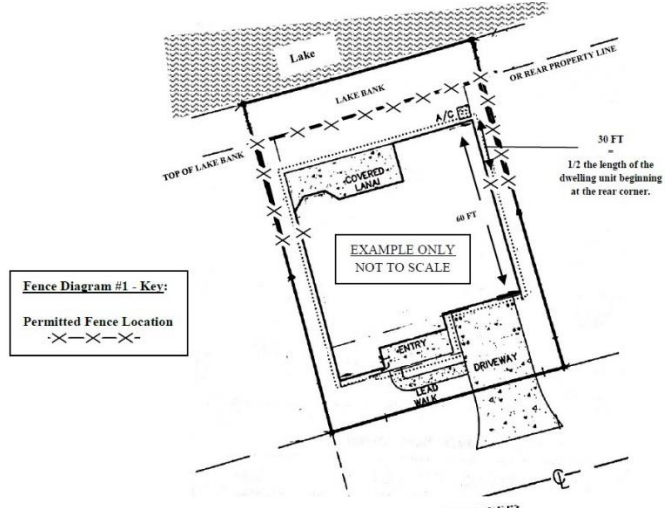 Lake
LAKE BANK
OR REAR PROPERTY LINE
TOP OF LAKE BANK
A/C
30 FT
=
1/2 the length of the
dwelling unit beginning
at the rear corner.
COVERED
LANAI
60 FT
EXAMPLE ONLY
NOT TO SCALE
Fence Diagram #1 - Key:
Permitted Fence Location
ENTRY
DRIVEWAY
LEAD
WALK